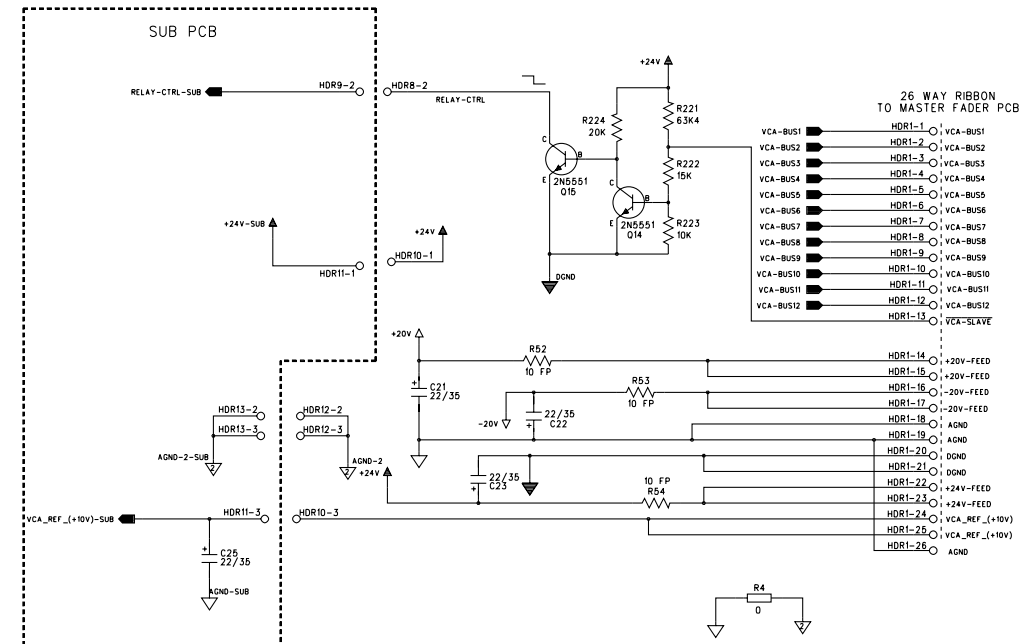 SUB PCB
RELAY-CTRL-SUB
HDR9-2
HDR8-2
RELAY-CTRL
+24V
R224
20K
R221
63K4
C
B
E
2N5551
Q15
R222
15K
C
B
E
2N5551
Q14
R223
10K
DGND
+24V-SUB
HDR11-1
HDR10-1
+24V
26 WAY RIBBON
TO MASTER FADER PCB
VCA-BUS1 HDR1-1 VCA-BUS1
VCA-BUS2 HDR1-2 VCA-BUS2
VCA-BUS3 HDR1-3 VCA-BUS3
VCA-BUS4 HDR1-4 VCA-BUS4
VCA-BUS5 HDR1-5 VCA-BUS5
VCA-BUS6 HDR1-6 VCA-BUS6
VCA-BUS7 HDR1-7 VCA-BUS7
VCA-BUS8 HDR1-8 VCA-BUS8
VCA-BUS9 HDR1-9 VCA-BUS9
VCA-BUS10 HDR1-10 VCA-BUS10
VCA-BUS11 HDR1-11 VCA-BUS11
VCA-BUS12 HDR1-12 VCA-BUS12
HDR1-13 VCA-SLAVE
HDR1-14 +20V-FEED
HDR1-15 +20V-FEED
HDR1-16 -20V-FEED
HDR1-17 -20V-FEED
HDR1-18 AGND
HDR1-19 AGND
HDR1-20 DGND
HDR1-21 DGND
HDR1-22 +24V-FEED
HDR1-23 +24V-FEED
HDR1-24 VCA_REF_(+10V)
HDR1-25 VCA_REF_(+10V)
HDR1-26 AGND
+20V
R52
10 FP
+
C21
22/35
R53
10 FP
-20V
22/35
+ C22
HDR13-2
HDR12-2
HDR13-3
HDR12-3
AGND-2-SUB
2
AGND-2
2
+24V
22/35
+ C23
10 FP
R54
VCA_REF_(+10V)-SUB
HDR11-3
HDR10-3
+
C25
22/35
AGND-SUB
R4
0
2